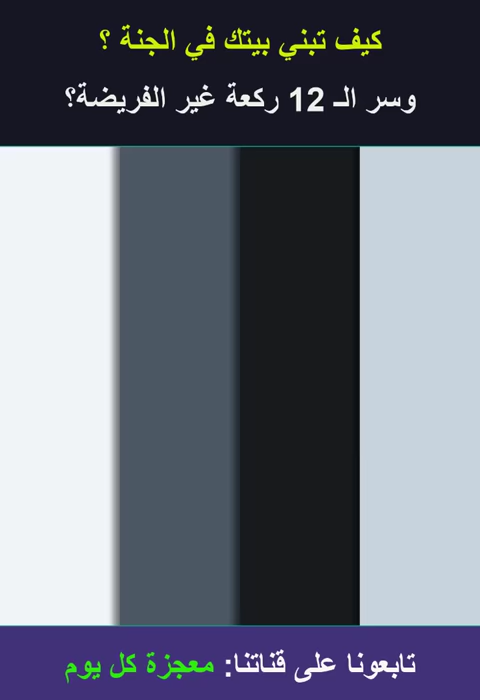 كيف تبني بيتك في الجنة ؟
وسر الـ 12 ركعة غير الفريضة؟
تابعونا على قناتنا: معجزة كل يوم